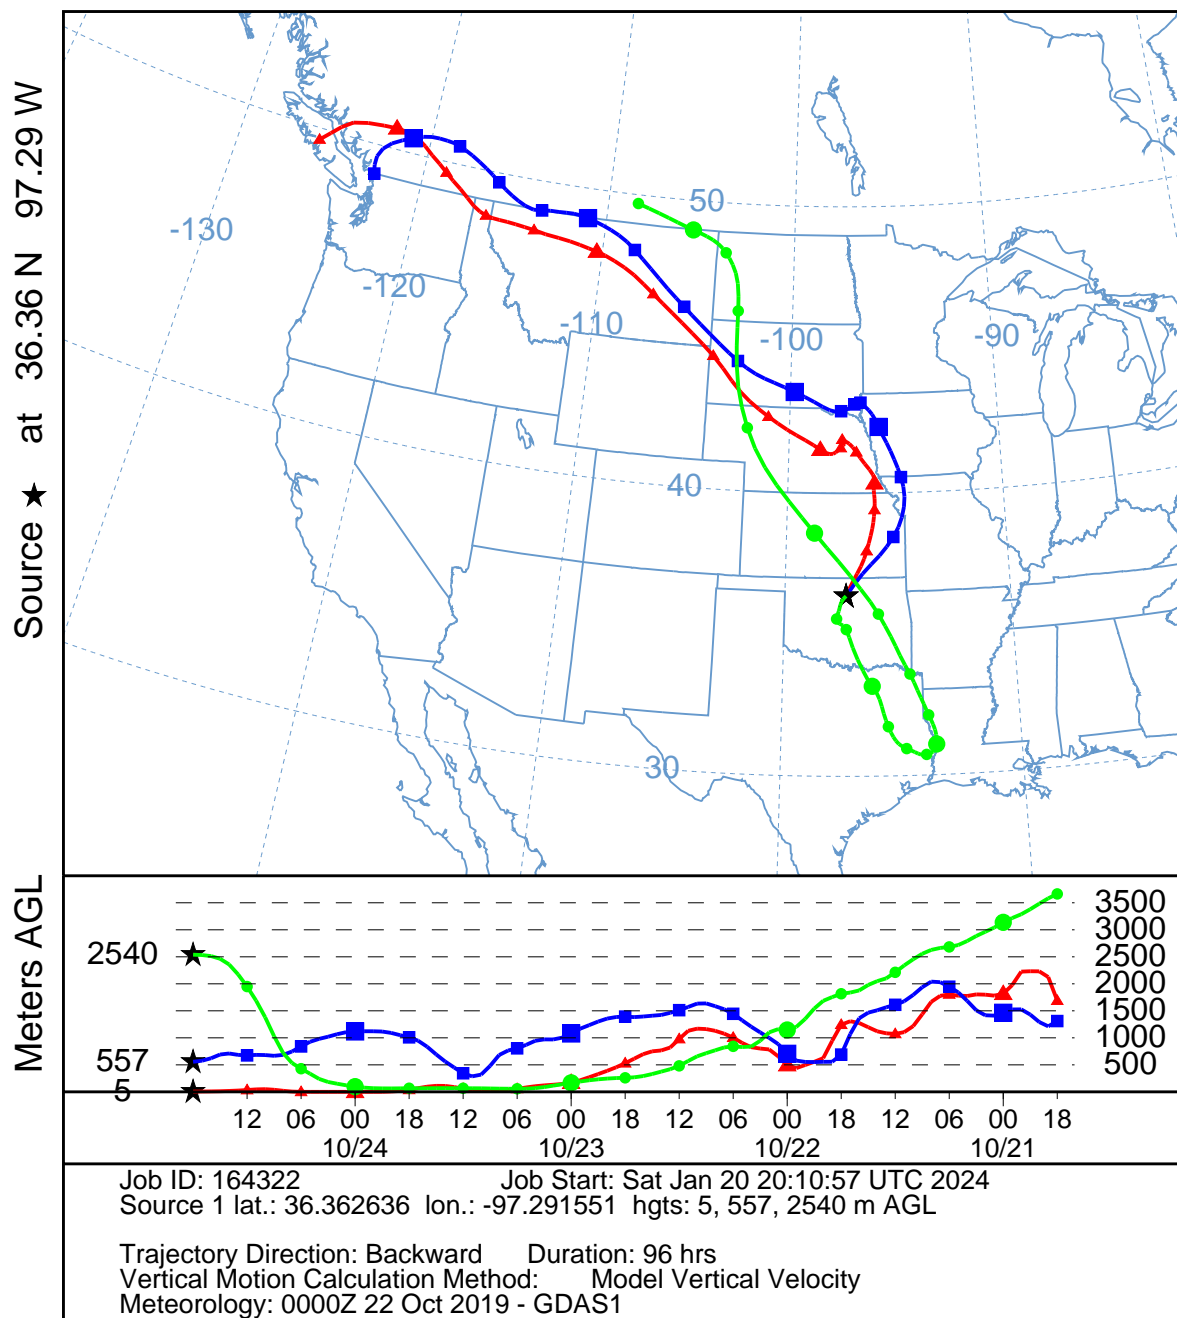 Source ★ at 36.36 N 97.29 W
50
-130
-120
-110
-100
-90
40
30
Meters AGL
3500
3000
2540
2500
2000
1500
1000
557
500
5
12 06 00 18 12 06 00 18 12 06 00 18 12 06 00 18
10/24 10/23 10/22 10/21
Job ID: 164322 Job Start: Sat Jan 20 20:10:57 UTC 2024
Source 1 lat.: 36.362636 lon.: -97.291551 hgts: 5, 557, 2540 m AGL
Trajectory Direction: Backward Duration: 96 hrs
Vertical Motion Calculation Method: Model Vertical Velocity
Meteorology: 0000Z 22 Oct 2019 - GDAS1